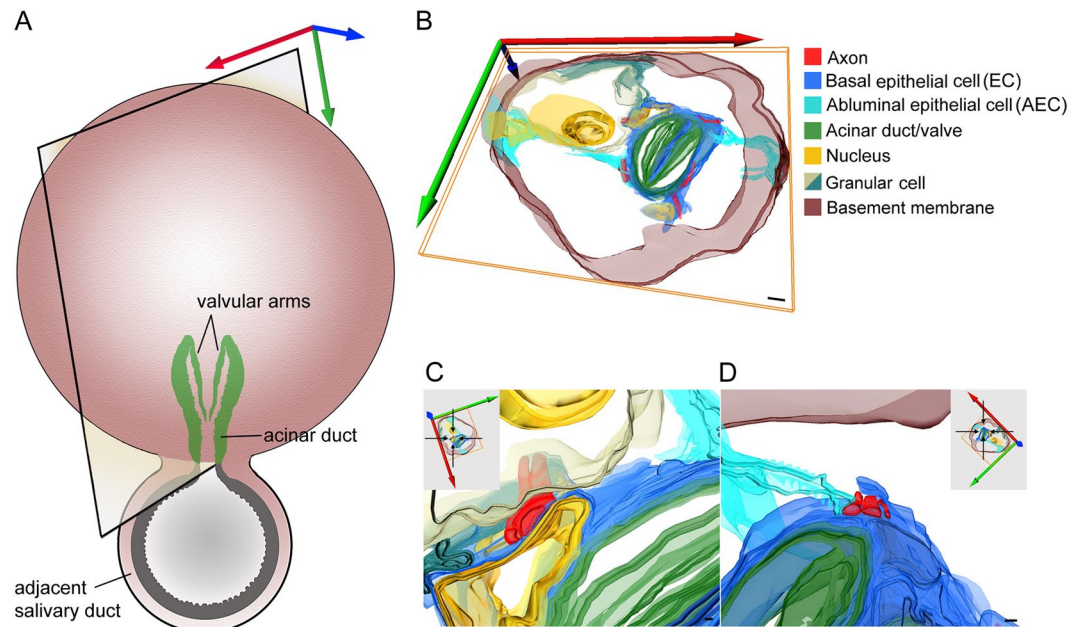 A
valvular arms
acinar duct
adjacent
salivary duct
B
Axon
Basal epithelial cell (EC)
Abluminal epithelial cell (AEC)
Acinar duct/valve
Nucleus
Granular cell
Basement membrane
C
D